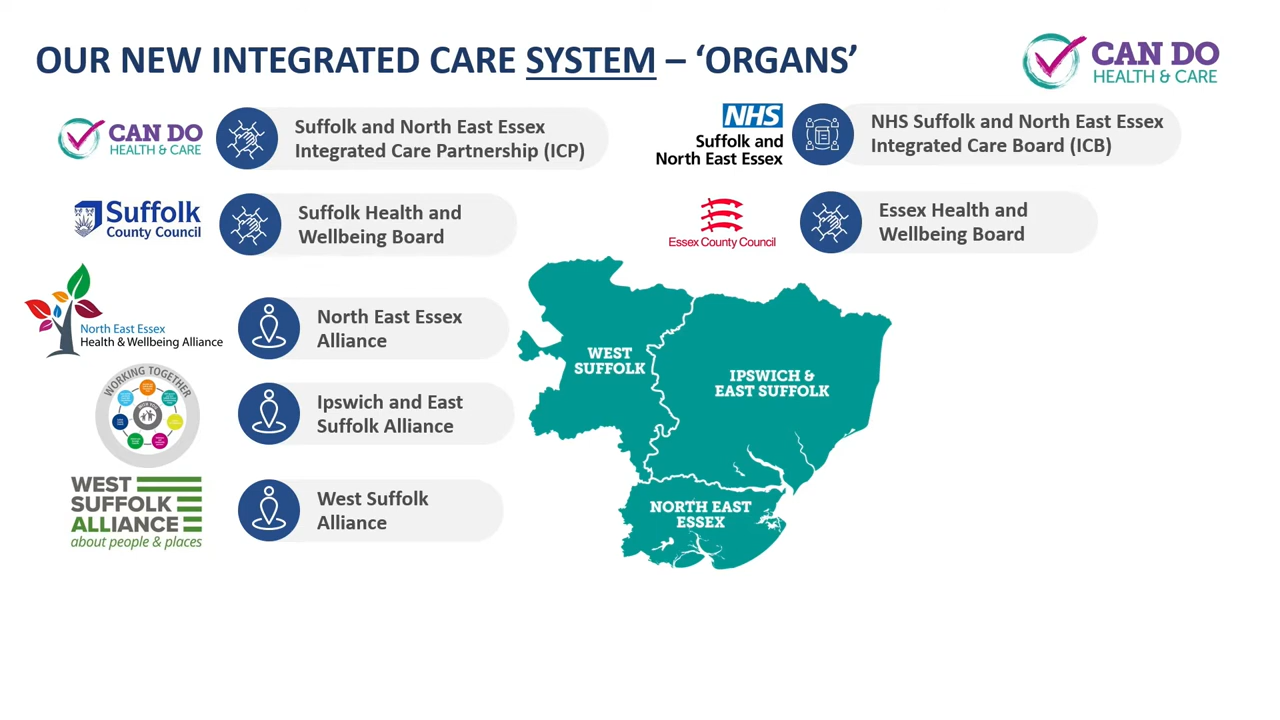 OUR NEW INTEGRATED CARE SYSTEM – ‘ORGANS’
CAN DO
HEALTH & CARE
CAN DO
HEALTH & CARE
Suffolk and North East Essex
Integrated Care Partnership (ICP)
NHS
Suffolk and
North East Essex
NHS Suffolk and North East Essex
Integrated Care Board (ICB)
Suffolk
County Council
Suffolk Health and
Wellbeing Board
Essex County Council
Essex Health and
Wellbeing Board
North East Essex
Health & Wellbeing Alliance
North East Essex
Alliance
WORKING TOGETHER
Ipswich and East
Suffolk Alliance
WEST
SUFFOLK
ALLIANCE
about people & places
West Suffolk
Alliance
WEST
SUFFOLK
IPSWICH &
EAST SUFFOLK
NORTH EAST
ESSEX